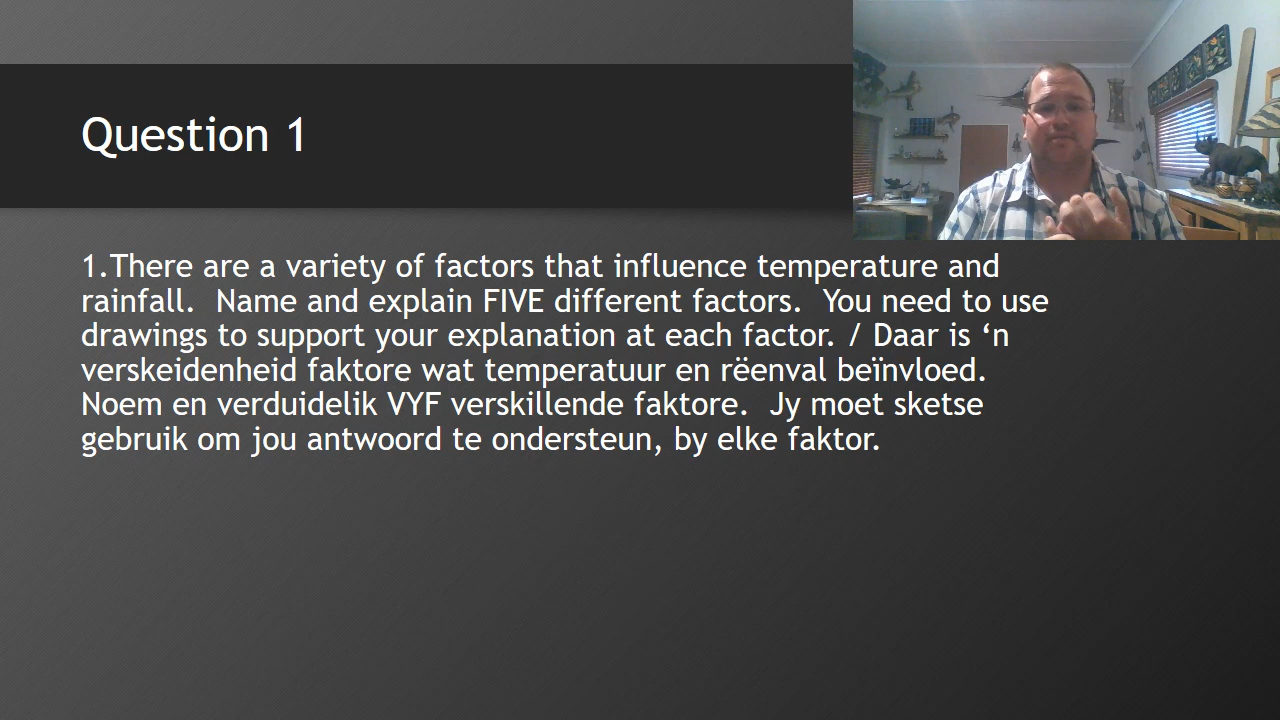 Question 1
1.There are a variety of factors that influence temperature and
rainfall.  Name and explain FIVE different factors.  You need to use
drawings to support your explanation at each factor. / Daar is ‘n
verskeidenheid faktore wat temperatuur en rëenval beïnvloed.
Noem en verduidelik VYF verskillende faktore.  Jy moet sketse
gebruik om jou antwoord te ondersteun, by elke faktor.